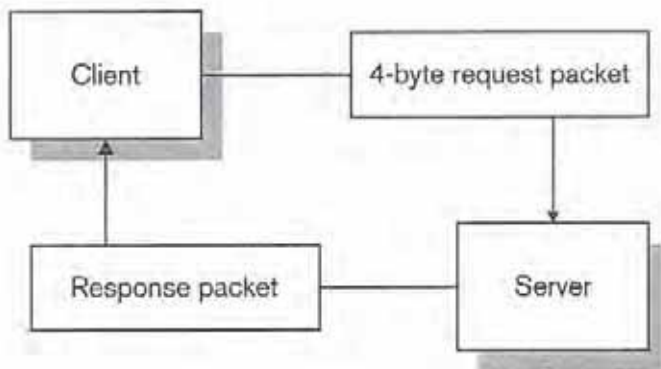 Client
4-byte request packet
Response packet
Server